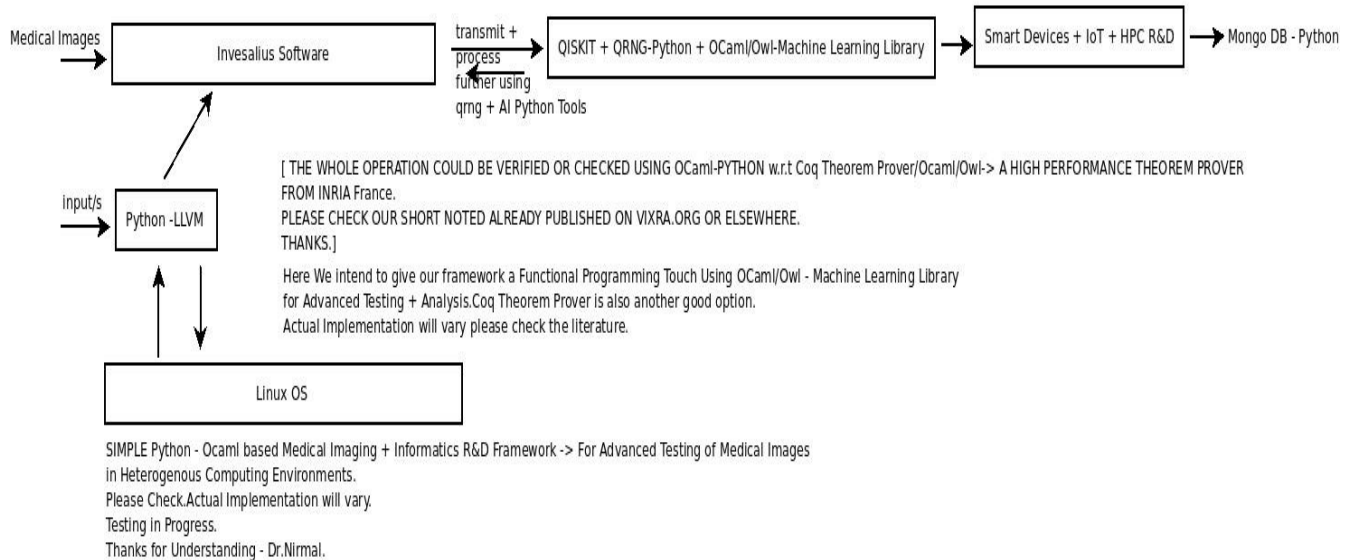 Medical Images
Invesalius Software
transmit +
process
further using
qrng + AI Python Tools
QISKIT + QRNG-Python + OCaml/Owl-Machine Learning Library
Smart Devices + IoT + HPC R&D
Mongo DB - Python
[ THE WHOLE OPERATION COULD BE VERIFIED OR CHECKED USING OCaml-PYTHON w.r.t Coq Theorem Prover/Ocaml/Owl-> A HIGH PERFORMANCE THEOREM PROVER
FROM INRIA France.
PLEASE CHECK OUR SHORT NOTED ALREADY PUBLISHED ON VIXRA.ORG OR ELSEWHERE.
THANKS.]
input/s
Python -LLVM
Here We intend to give our framework a Functional Programming Touch Using OCaml/Owl - Machine Learning Library
for Advanced Testing + Analysis.Coq Theorem Prover is also another good option.
Actual Implementation will vary please check the literature.
Linux OS
SIMPLE Python - Ocaml based Medical Imaging + Informatics R&D Framework -> For Advanced Testing of Medical Images
in Heterogenous Computing Environments.
Please Check.Actual Implementation will vary.
Testing in Progress.
Thanks for Understanding - Dr.Nirmal.